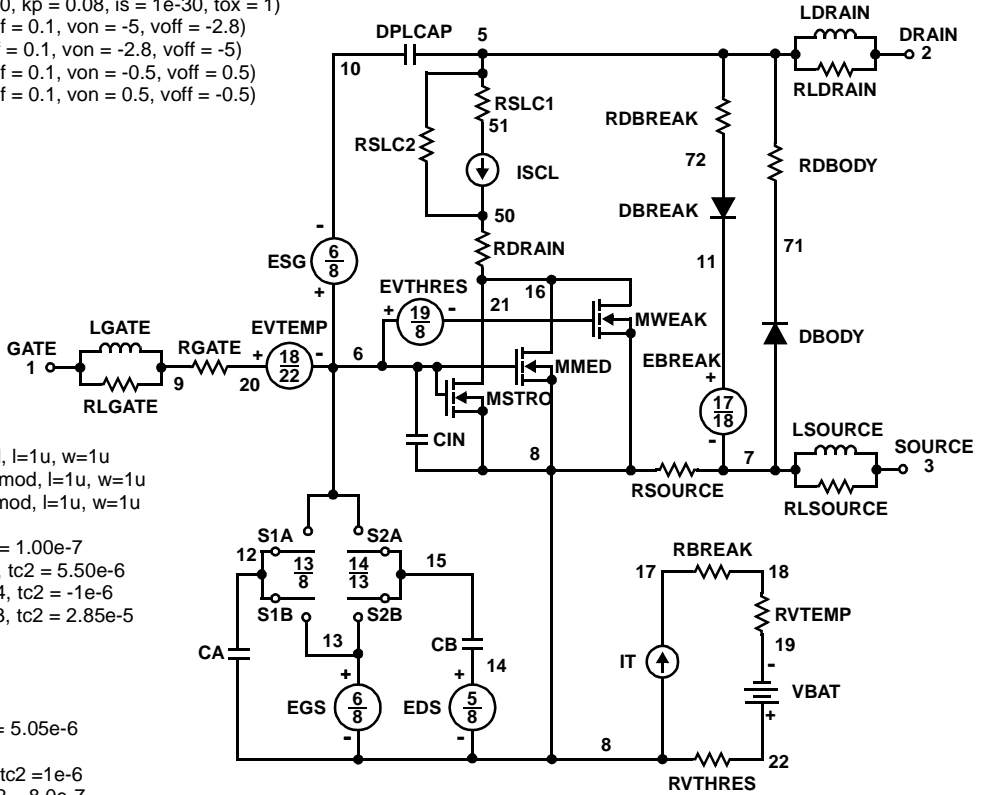 0, kp = 0.08, is = 1e-30, tox = 1)
f = 0.1, von = -5, voff = -2.8)
f = 0.1, von = -2.8, voff = -5)
f = 0.1, von = -0.5, voff = 0.5)
f = 0.1, von = 0.5, voff = -0.5)
DPLCAP
5
10
LDRAIN
DRAIN
2
RLDRAIN
RSLC1
51
RSLC2
ISCL
50
RDRAIN
RDBREAK
72
DBREAK
11
RDBODY
71
DBODY
ESG
6
8
-
+
EVTHRES
+
19
8
-
16
21
MWEAK
MMED
MSTRO
EBREAK
+
17
18
-
GATE
1
LGATE
RLGATE
9
RGATE
20
EVTEMP
+
18
22
-
6
CIN
8
RSOURCE
7
LSOURCE
SOURCE
3
RLSOURCE
, l=1u, w=1u
mod, l=1u, w=1u
mod, l=1u, w=1u
= 1.00e-7
, tc2 = 5.50e-6
4, tc2 = -1e-6
3, tc2 = 2.85e-5
S1A
S2A
12
13
8
14
13
15
S1B
S2B
13
CA
CB
14
+
EGS
6
8
-
+
EDS
5
8
-
8
17
RBREAK
18
RVTEMP
19
IT
-
VBAT
+
22
RVTHRES
= 5.05e-6
tc2 =1e-6